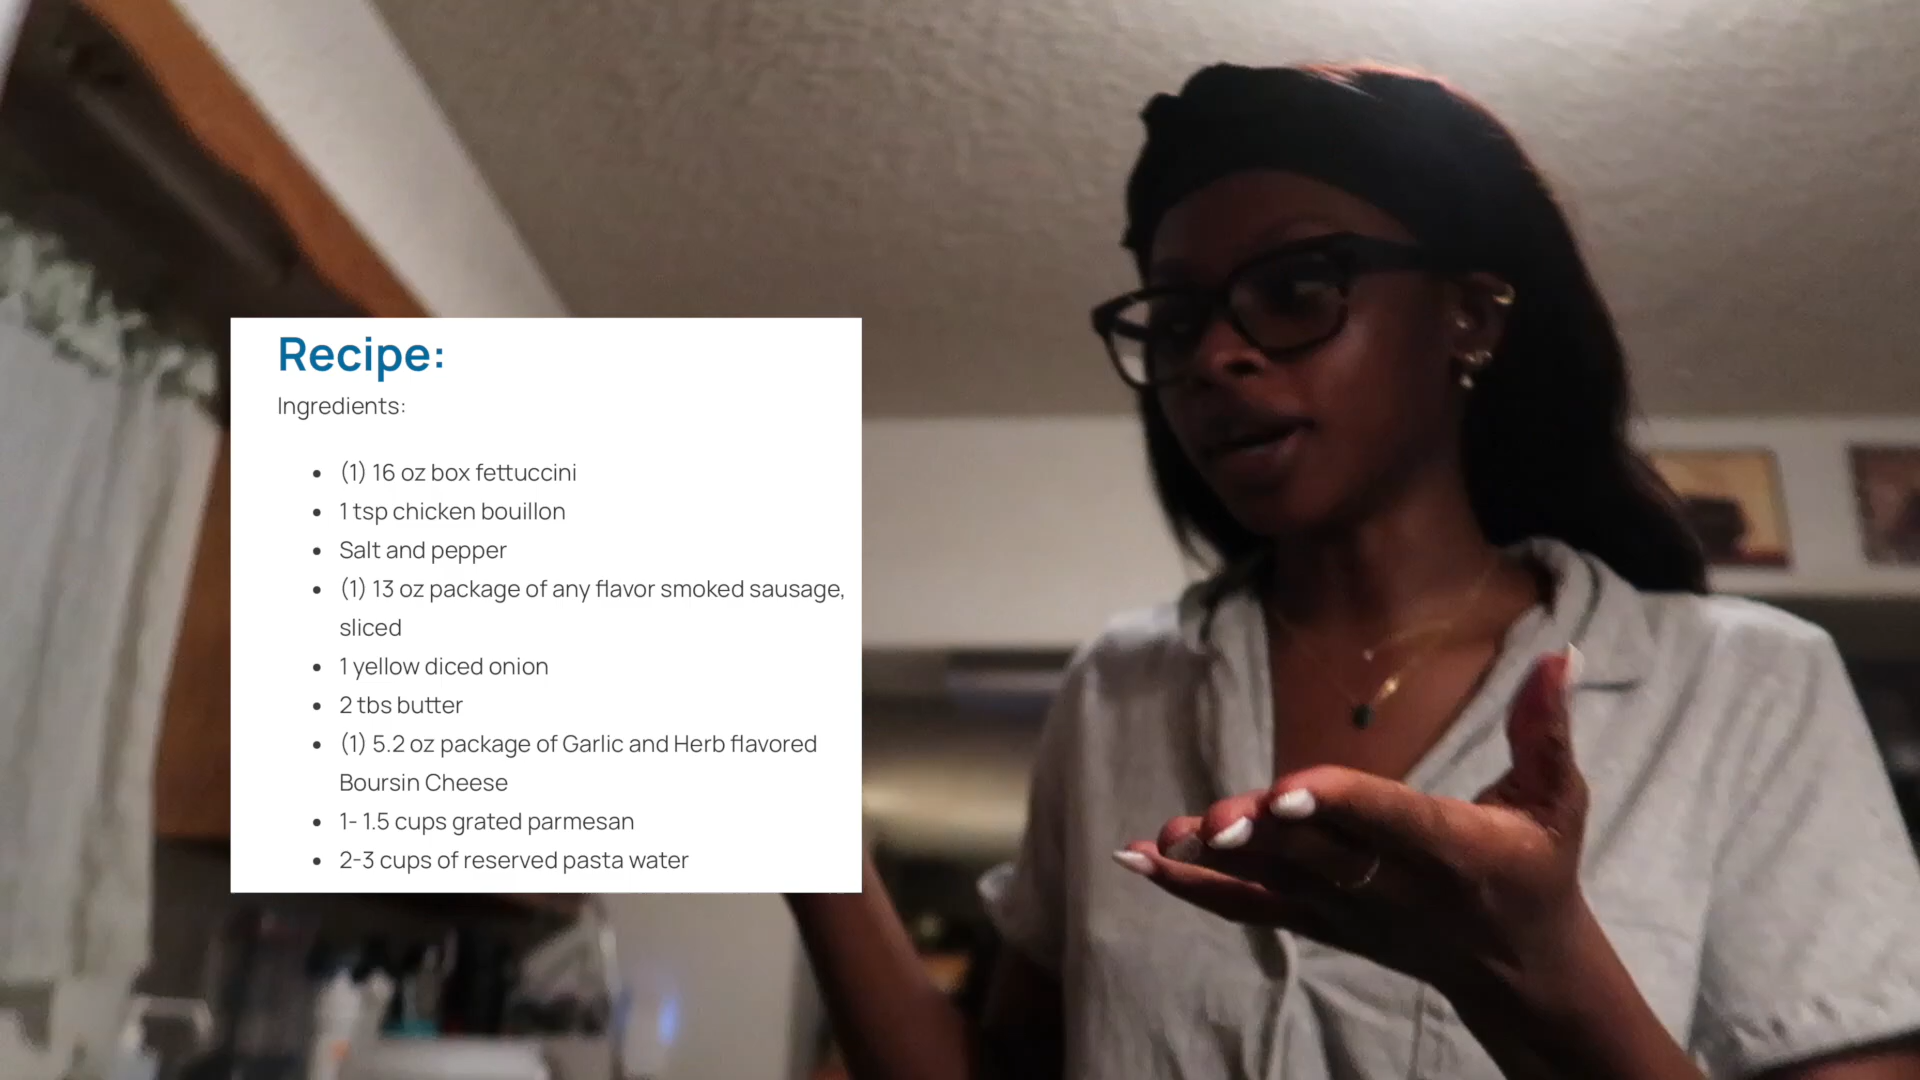 Recipe:
Ingredients:
• (1) 16 oz box fettuccini
• 1 tsp chicken bouillon
• Salt and pepper
• (1) 13 oz package of any flavor smoked sausage,
sliced
• 1 yellow diced onion
• 2 tbs butter
• (1) 5.2 oz package of Garlic and Herb flavored
Boursin Cheese
• 1- 1.5 cups grated parmesan
• 2-3 cups of reserved pasta water